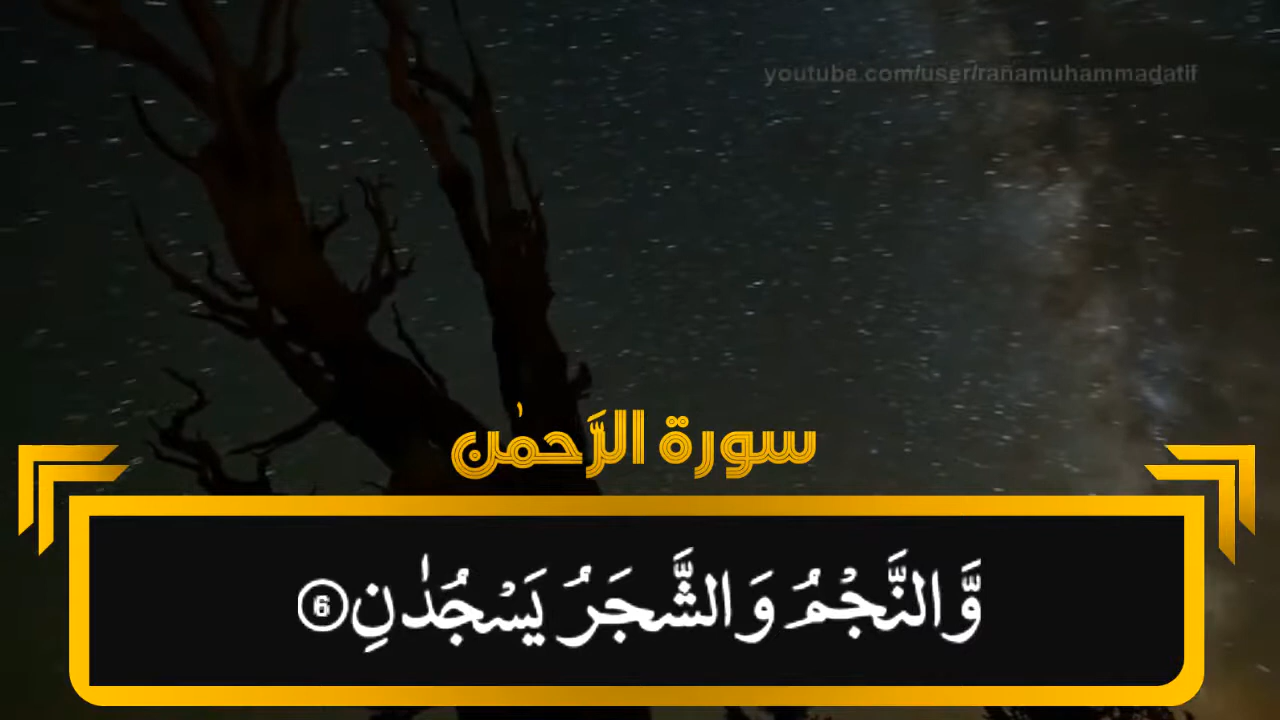 youtube.com/user/ranamuhammadatif
سورة الرَّحمٰن
وَّ النَّجْمُ وَ الشَّجَرُ یَسْجُدٰنِ 6